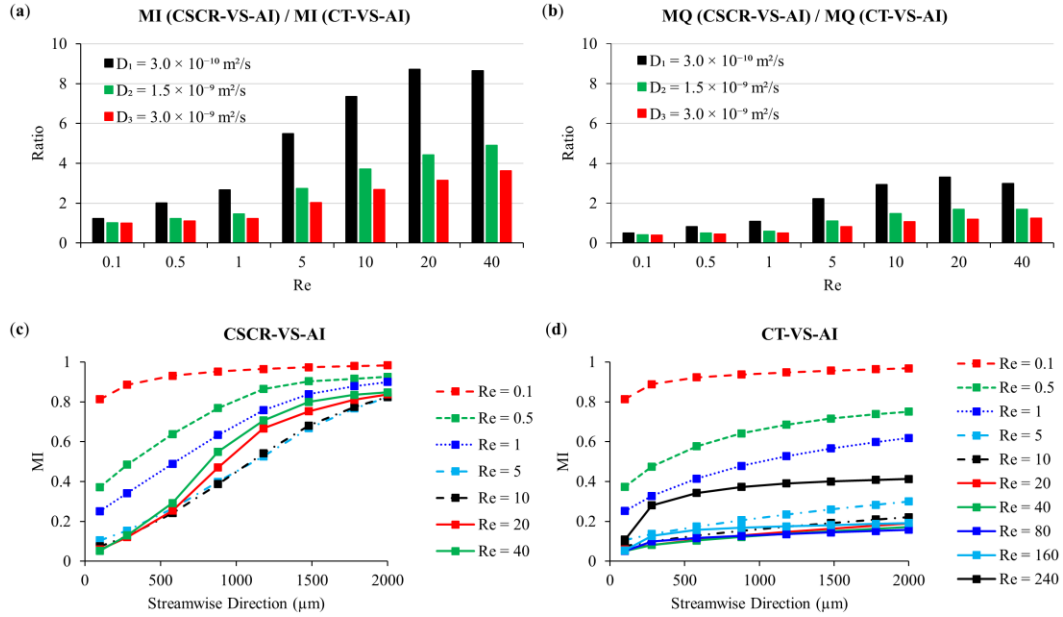 (a)
MI (CSCR-VS-AI) / MI (CT-VS-AI)
10
8
6
4
2
0
Ratio
D₁ = 3.0 × 10⁻¹⁰ m²/s
D₂ = 1.5 × 10⁻⁹ m²/s
D₃ = 3.0 × 10⁻⁹ m²/s
0.1 0.5 1 5 10 20 40
Re
(b)
MQ (CSCR-VS-AI) / MQ (CT-VS-AI)
10
8
6
4
2
0
Ratio
D₁ = 3.0 × 10⁻¹⁰ m²/s
D₂ = 1.5 × 10⁻⁹ m²/s
D₃ = 3.0 × 10⁻⁹ m²/s
0.1 0.5 1 5 10 20 40
Re
(c)
CSCR-VS-AI
1
0.8
0.6
0.4
0.2
0
MI
0 500 1000 1500 2000
Streamwise Direction (µm)
Re = 0.1
Re = 0.5
Re = 1
Re = 5
Re = 10
Re = 20
Re = 40
(d)
CT-VS-AI
1
0.8
0.6
0.4
0.2
0
MI
0 500 1000 1500 2000
Streamwise Direction (µm)
Re = 0.1
Re = 0.5
Re = 1
Re = 5
Re = 10
Re = 20
Re = 40
Re = 80
Re = 160
Re = 240